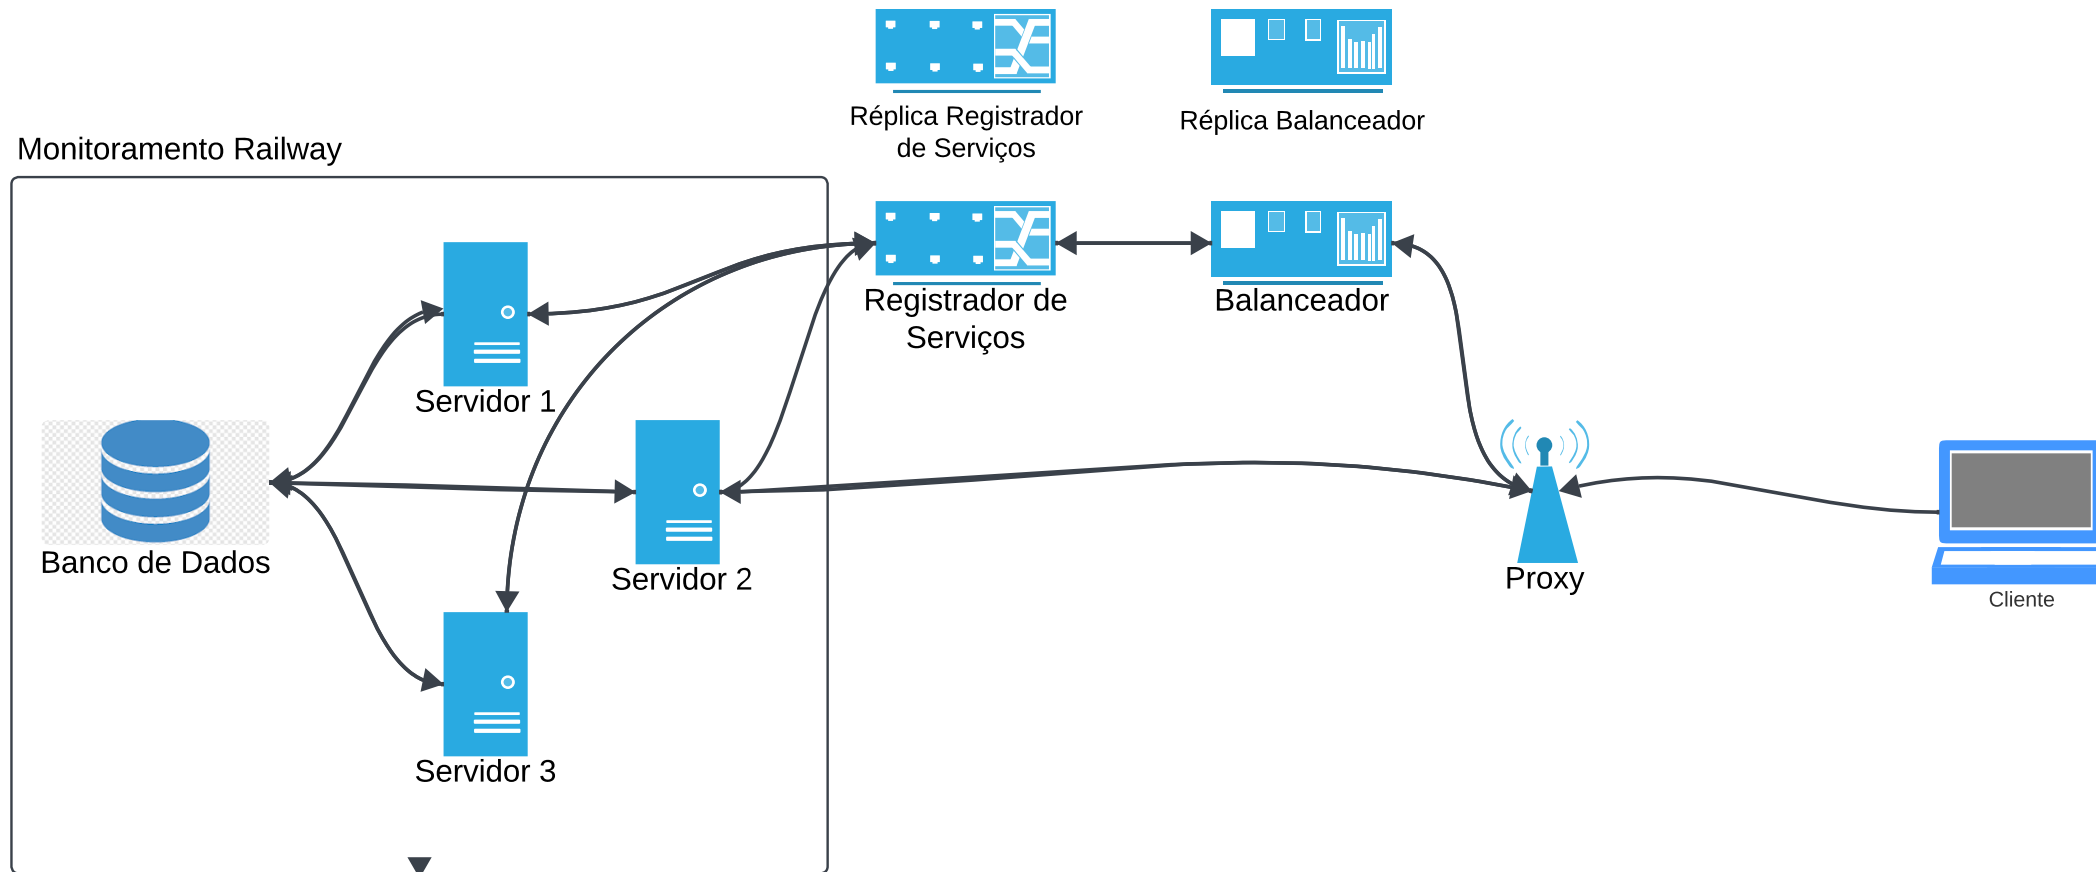 Réplica Registrador
de Serviços
Réplica Balanceador
Monitoramento Railway
Registrador de
Serviços
Balanceador
Servidor 1
Banco de Dados
Servidor 2
Proxy
Cliente
Servidor 3